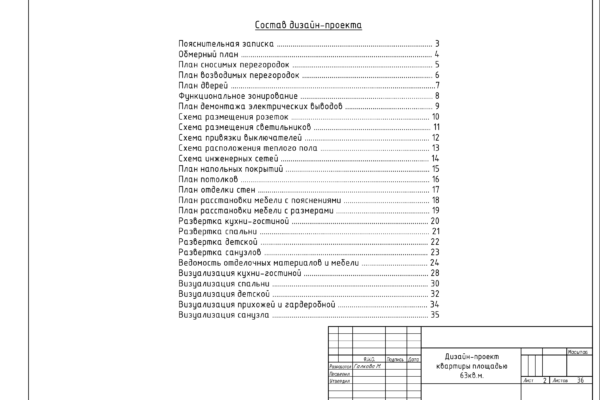 Состав дизайн-проекта
Пояснительная записка 3
Обмерный план 4
План сносимых перегородок 5
План возводимых перегородок 6
План дверей 7
Функциональное зонирование 8
План демонтажа электрических выводов 9
Схема размещения розеток 10
Схема размещения светильников 11
Схема привязки выключателей 12
Схема расположения теплого пола 13
Схема инженерных сетей 14
План напольных покрытий 15
План потолков 16
План отделки стен 17
План расстановки мебели с пояснениями 18
План расстановки мебели с размерами 19
Развертка кухни-гостиной 20
Развертка спальни 21
Развертка детской 22
Развертка санузлов 23
Ведомость отделочных материалов и мебели 24
Визуализация кухни-гостиной 28
Визуализация спальни 30
Визуализация детской 32
Визуализация прихожей и гардеробной 34
Визуализация санузла 35
Ф.И.О. Подпись Дата
Разработал Галкова М.
Проверил
Утвердил
Дизайн-проект
квартиры площадью
63кв.м.
Масштаб
Лист 2 Листов 36